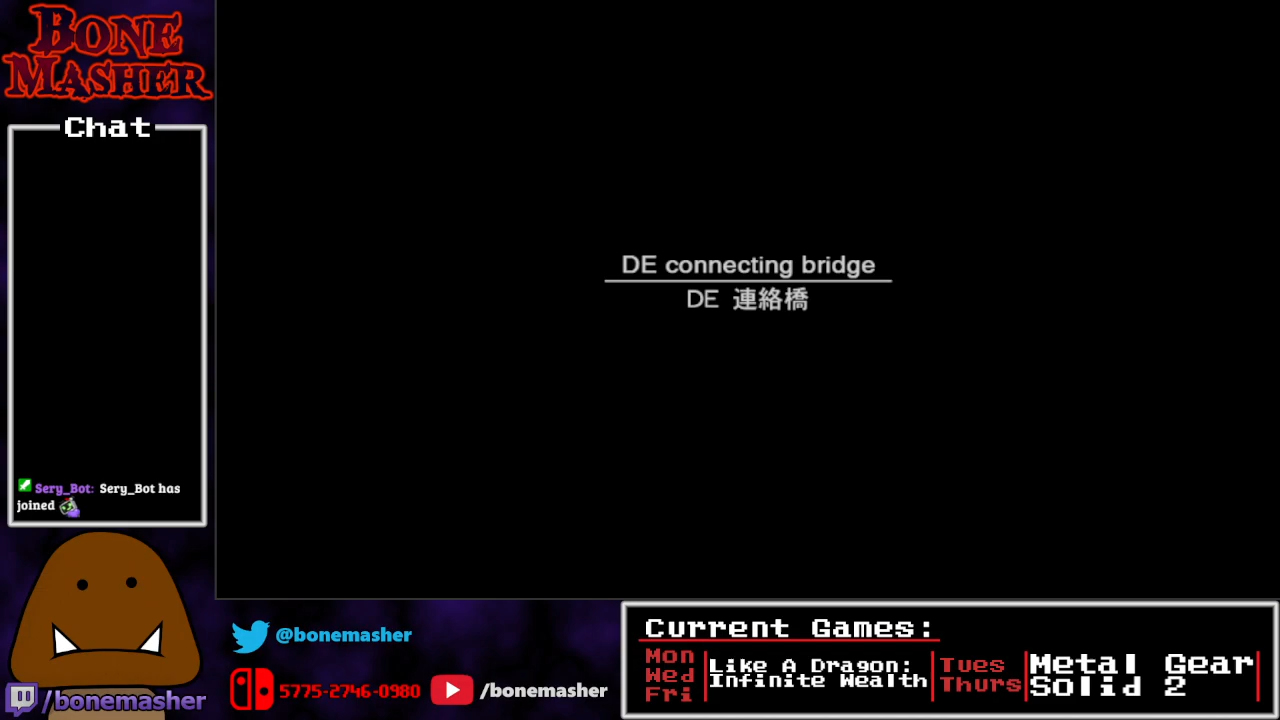 BONE
MASHER
Chat
Sery_Bot: Sery_Bot has
joined
DE connecting bridge
DE 連絡橋
/bonemasher
@bonemasher
5775-2746-0980
/bonemasher
Current Games:
Mon
Wed
Fri
Like A Dragon:
Infinite Wealth
Tues
Thurs
Metal Gear
Solid 2